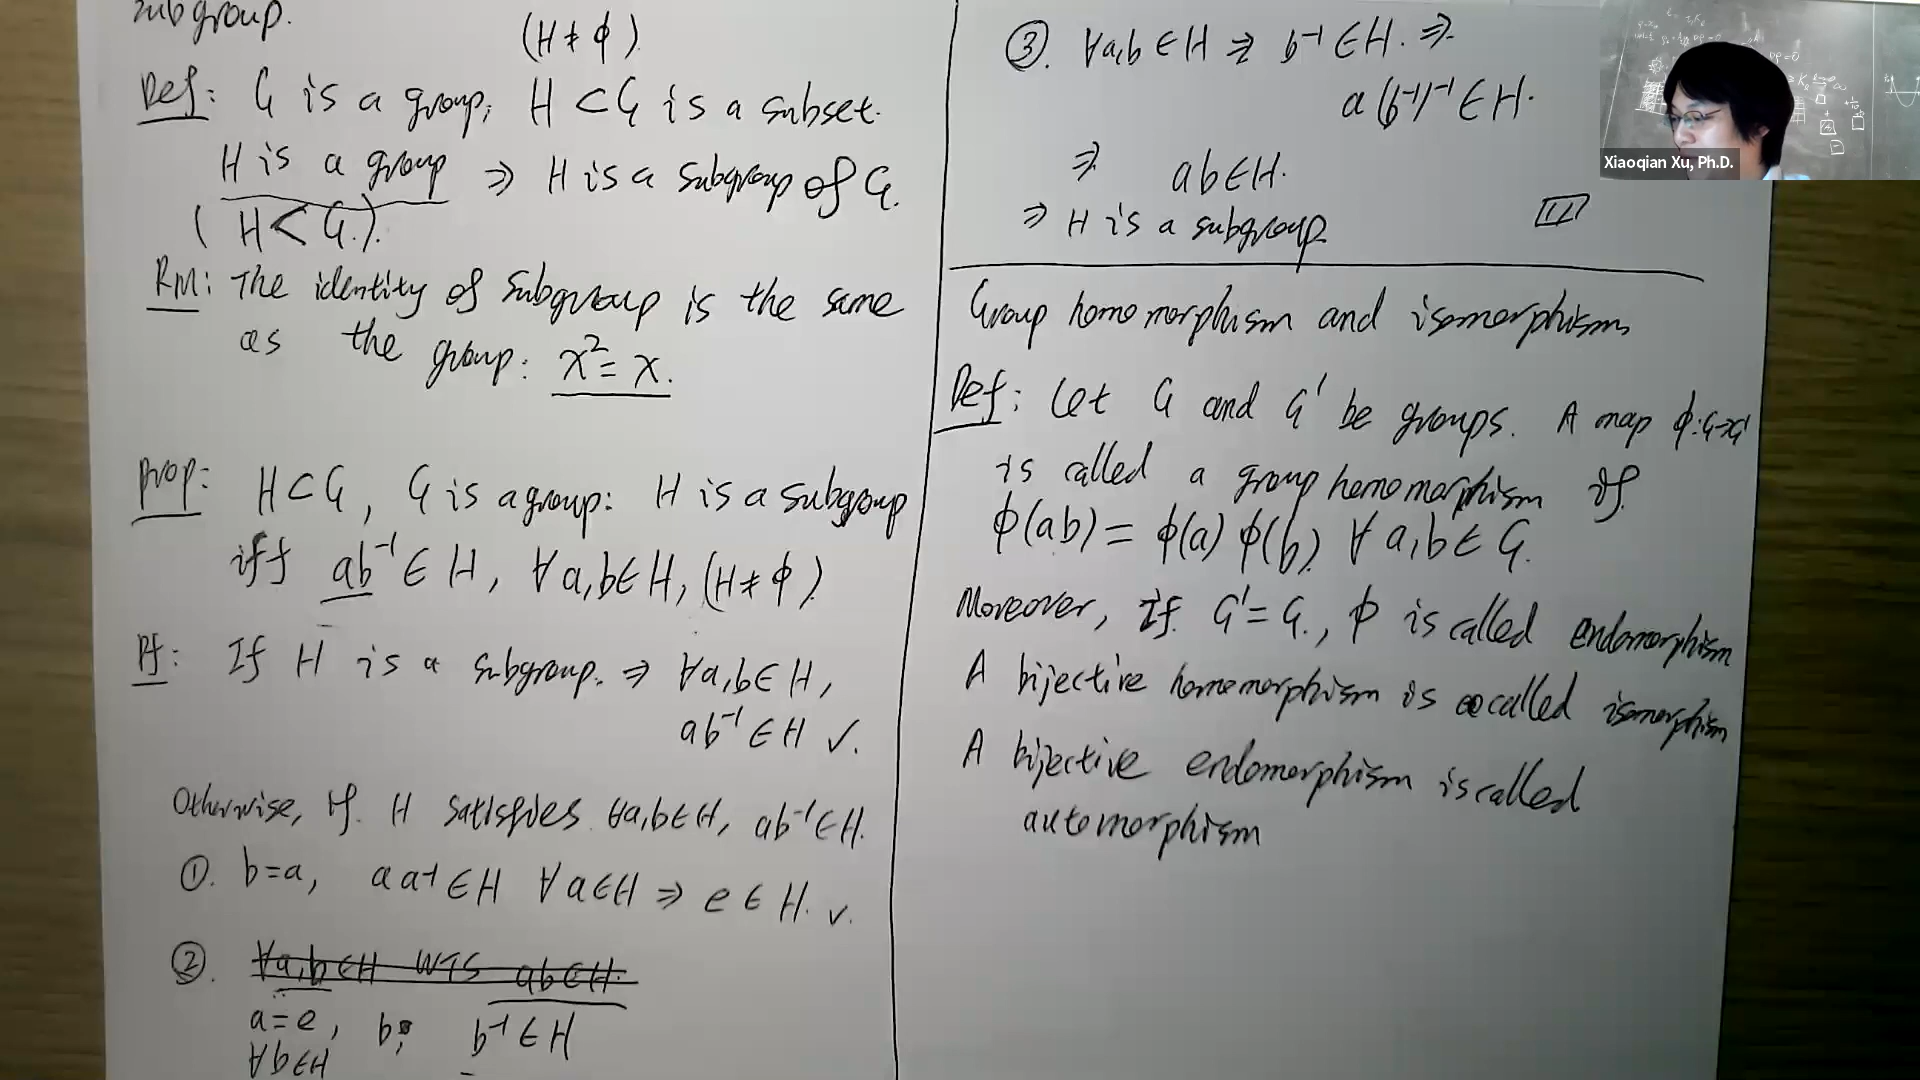 subgroup.
(H ≠ ϕ).
Def: G is a group, H ⊂ G is a subset.
H is a group ⇒ H is a subgroup of G.
(H < G.).
RM: The identity of subgroup is the same
as the group: x² = x.
prop: H ⊂ G, G is a group: H is a subgroup
iff ab⁻¹ ∈ H, ∀a,b ∈ H, (H ≠ ϕ).
Pf: If H is a subgroup. ⇒ ∀a,b ∈ H,
ab⁻¹ ∈ H ✓.
Otherwise, if H satisfies ∀a,b ∈ H, ab⁻¹ ∈ H.
①. b=a, aa⁻¹ ∈ H ∀a ∈ H ⇒ e ∈ H. ✓.
②. ∀a,b ∈ H WTS ab ∈ H.
a=e, b; b⁻¹ ∈ H
∀b ∈ H
③. ∀a,b ∈ H ⇒ b⁻¹ ∈ H. ⇒
a(b⁻¹)⁻¹ ∈ H.
⇒ ab ∈ H.
⇒ H is a subgroup
Group homomorphism and isomorphism
Def: Let G and G' be groups. A map ϕ: G→G'
is called a group homomorphism if
ϕ(ab) = ϕ(a) ϕ(b), ∀ a,b ∈ G.
Moreover, if G' = G., ϕ is called endomorphism
A bijective homomorphism is called isomorphism
A bijective endomorphism is called
automorphism
Xiaoqian Xu, Ph.D.